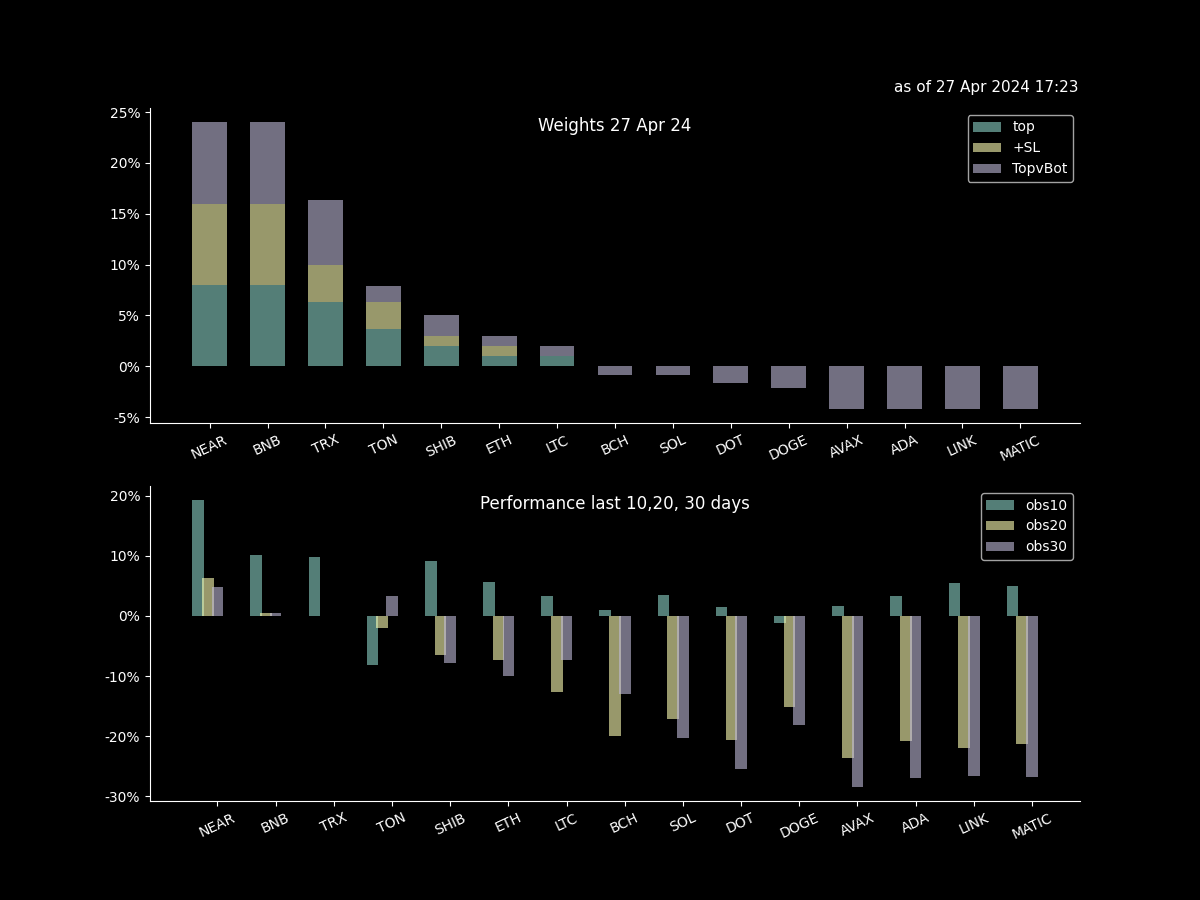 as of 27 Apr 2024 17:23
Weights 27 Apr 24
25%
20%
15%
10%
5%
0%
-5%
top
+SL
TopvBot
NEAR BNB TRX TON SHIB ETH LTC BCH SOL DOT DOGE AVAX ADA LINK MATIC
Performance last 10,20, 30 days
20%
10%
0%
-10%
-20%
-30%
obs10
obs20
obs30
NEAR BNB TRX TON SHIB ETH LTC BCH SOL DOT DOGE AVAX ADA LINK MATIC